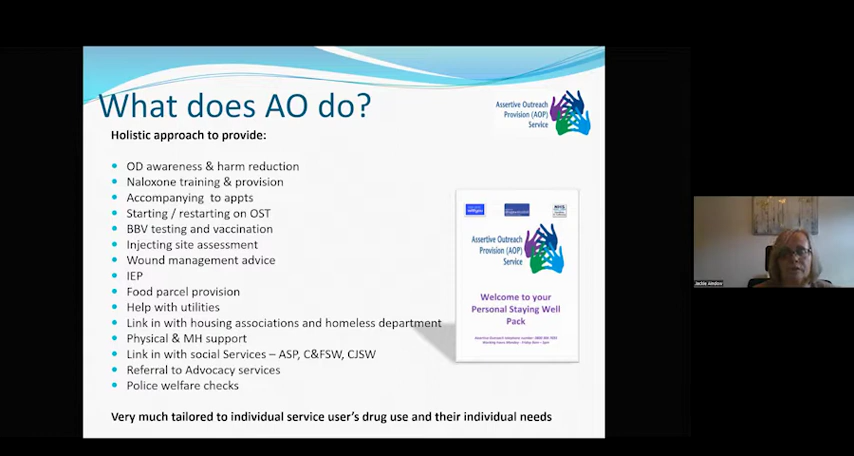 What does AO do?
Assertive Outreach
Provision (AOP)
Service
Holistic approach to provide:
OD awareness & harm reduction
Naloxone training & provision
Accompanying to appts
Starting / restarting on OST
BBV testing and vaccination
Injecting site assessment
Wound management advice
IEP
Food parcel provision
Help with utilities
Link in with housing associations and homeless department
Physical & MH support
Link in with social Services – ASP, C&FSW, CJSW
Referral to Advocacy services
Police welfare checks
Assertive Outreach
Provision (AOP)
Service
Welcome to your
Personal Staying Well
Pack
Very much tailored to individual service user's drug use and their individual needs
Jackie